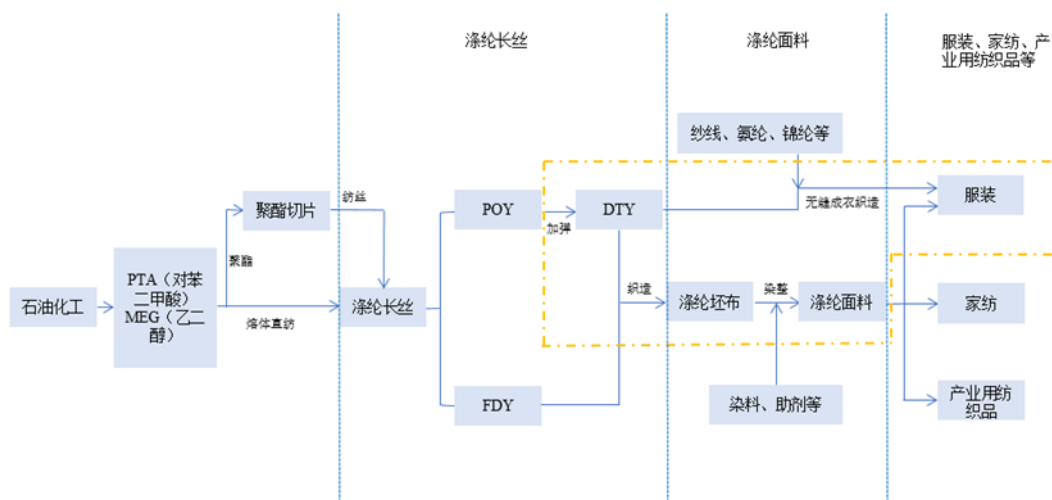 涤纶长丝
涤纶面料
服装、家纺、产
业用纺织品等
纱线、氨纶、锦纶等
聚酯切片
纺丝
POY
加弹
DTY
无缝成衣织造
服装
聚酯
石油化工
PTA（对苯
二甲酸）
MEG（乙二
醇）
熔体直纺
涤纶长丝
织造
涤纶坯布
染整
涤纶面料
家纺
FDY
染料、助剂等
产业用纺
织品